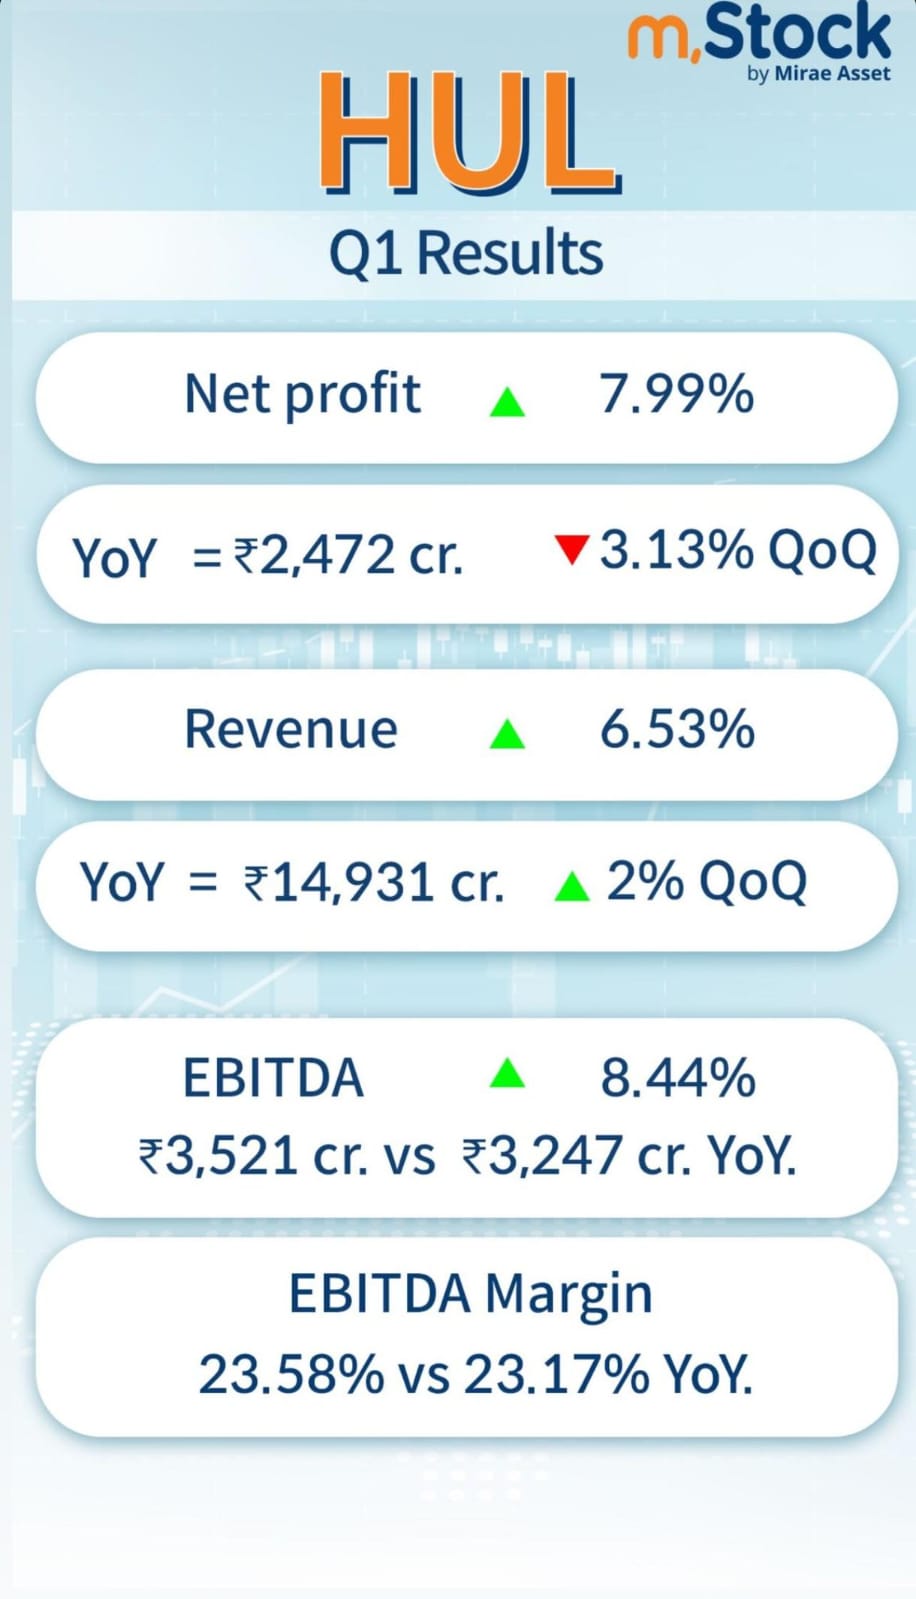 m.Stock
by Mirae Asset
HUL
Q1 Results
Net profit ▲ 7.99%
YoY = ₹2,472 cr. ▼ 3.13% QoQ
Revenue ▲ 6.53%
YoY = ₹14,931 cr. ▲ 2% QoQ
EBITDA ▲ 8.44%
₹3,521 cr. vs ₹3,247 cr. YoY.
EBITDA Margin
23.58% vs 23.17% YoY.